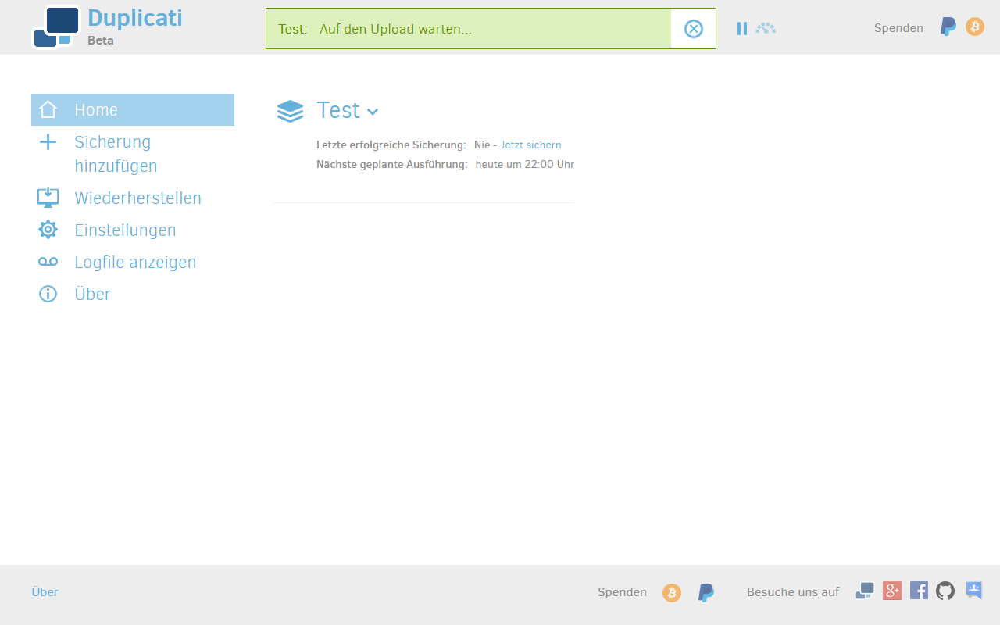 Duplicati
Beta
Test: Auf den Upload warten...
Spenden
Home
Sicherung
hinzufügen
Wiederherstellen
Einstellungen
Logfile anzeigen
Über
Test
Letzte erfolgreiche Sicherung: Nie - Jetzt sichern
Nächste geplante Ausführung: heute um 22:00 Uhr
Über
Spenden
Besuche uns auf